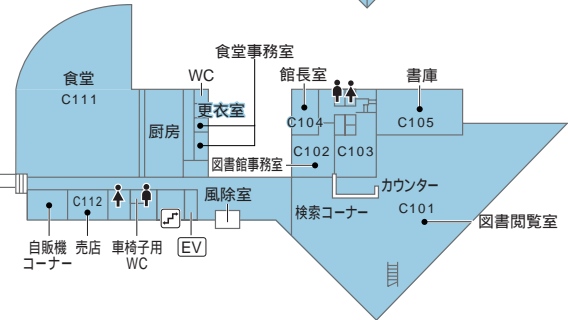 食堂事務室
WC
館長室
書庫
食堂
C111
更衣室
厨房
C104
C105
C102
C103
図書館事務室
カウンター
風除室
検索コーナー
C101
図書閲覧室
C112
自販機
コーナー
売店
車椅子用
WC
EV